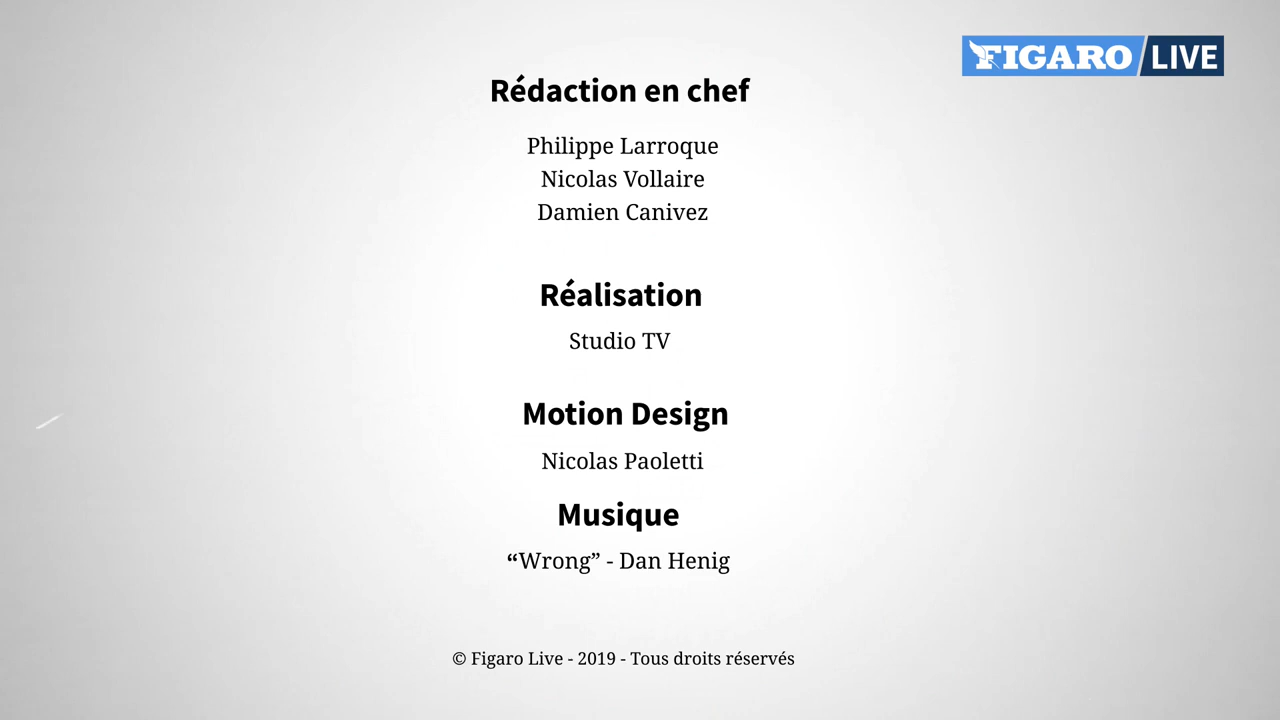 FIGARO LIVE
Rédaction en chef
Philippe Larroque
Nicolas Vollaire
Damien Canivez
Réalisation
Studio TV
Motion Design
Nicolas Paoletti
Musique
“Wrong” - Dan Henig
© Figaro Live - 2019 - Tous droits réservés